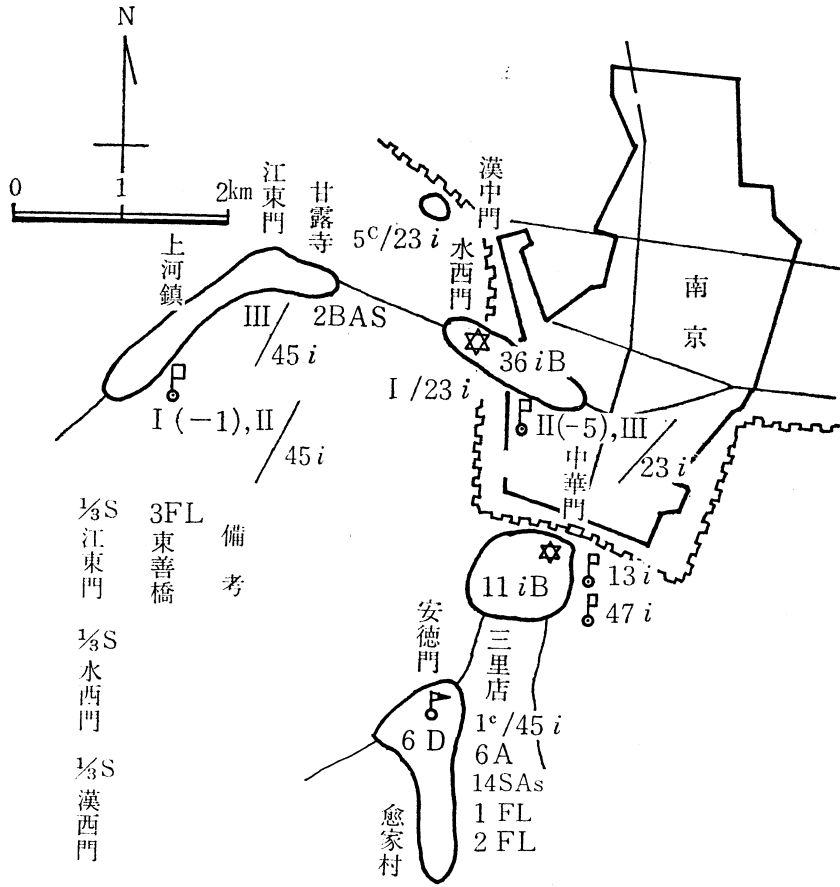 N
0 1 2km
江東門
甘露寺
上河鎮
5c/23 i
漢中門
水西門
南京
III/45 i
2BAS
36 iB
I/23 i
I(-1),II/45 i
II(-5),III/23 i
中華門
備考
3FL
東善橋
⅓S
江東門
⅓S
水西門
⅓S
漢西門
11 iB
13 i
47 i
安徳門
三里店
6 D
1c/45 i
6A
14SAs
1 FL
2 FL
愈家村